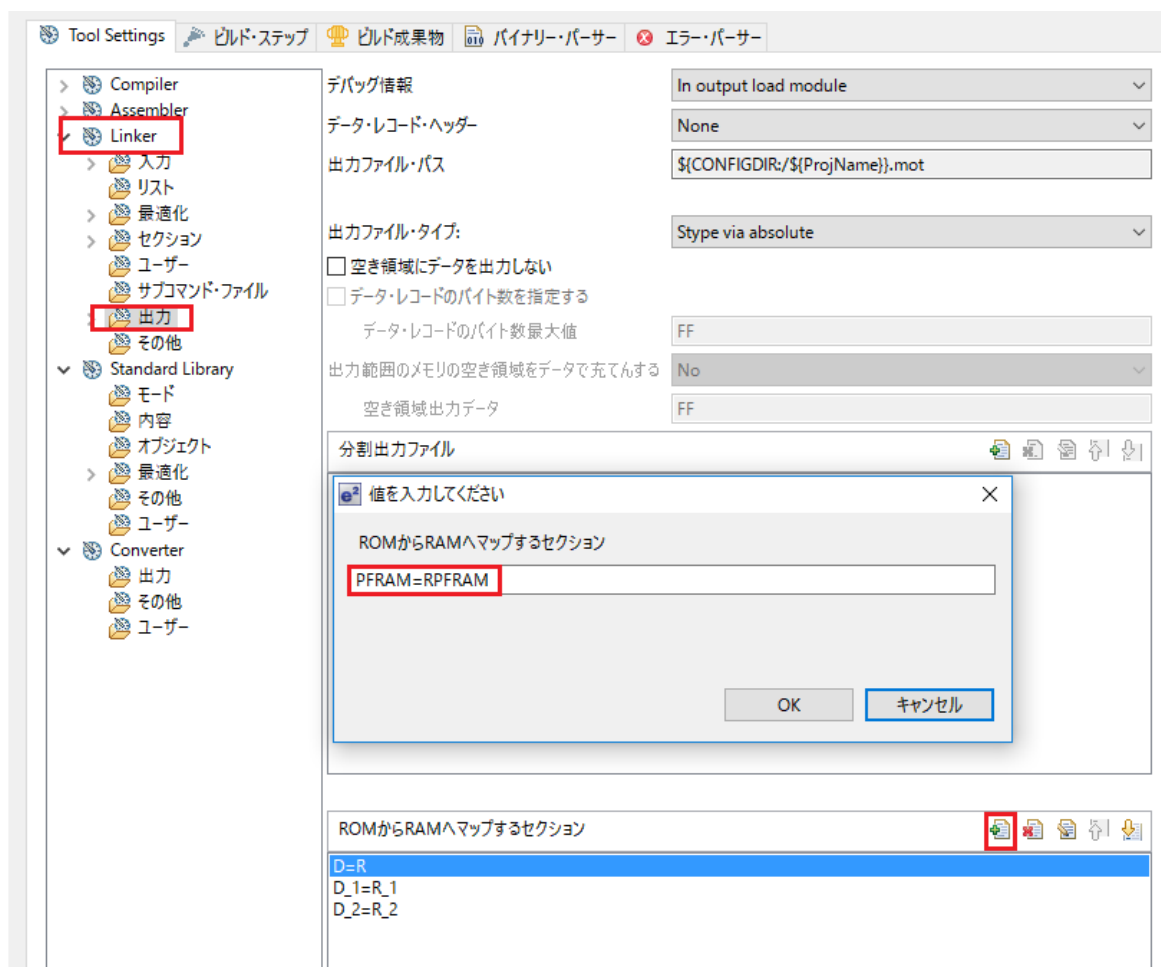 Tool Settings ビルド・ステップ ビルド成果物 バイナリー・パーサー エラー・パーサー
Compiler
Assembler
Linker
入力
リスト
最適化
セクション
ユーザー
サブコマンド・ファイル
出力
その他
Standard Library
モード
内容
オブジェクト
最適化
その他
ユーザー
Converter
出力
その他
ユーザー
デバッグ情報 In output load module
データ・レコード・ヘッダー None
出力ファイル・パス ${CONFIGDIR:/${ProjName}}.mot
出力ファイル・タイプ: Stype via absolute
空き領域にデータを出力しない
データ・レコードのバイト数を指定する
データ・レコードのバイト数最大値 FF
出力範囲のメモリの空き領域をデータで充てんする No
空き領域出力データ FF
分割出力ファイル
e² 値を入力してください
ROMからRAMへマップするセクション
PFRAM=RPFRAM
OK キャンセル
ROMからRAMへマップするセクション
D=R
D_1=R_1
D_2=R_2